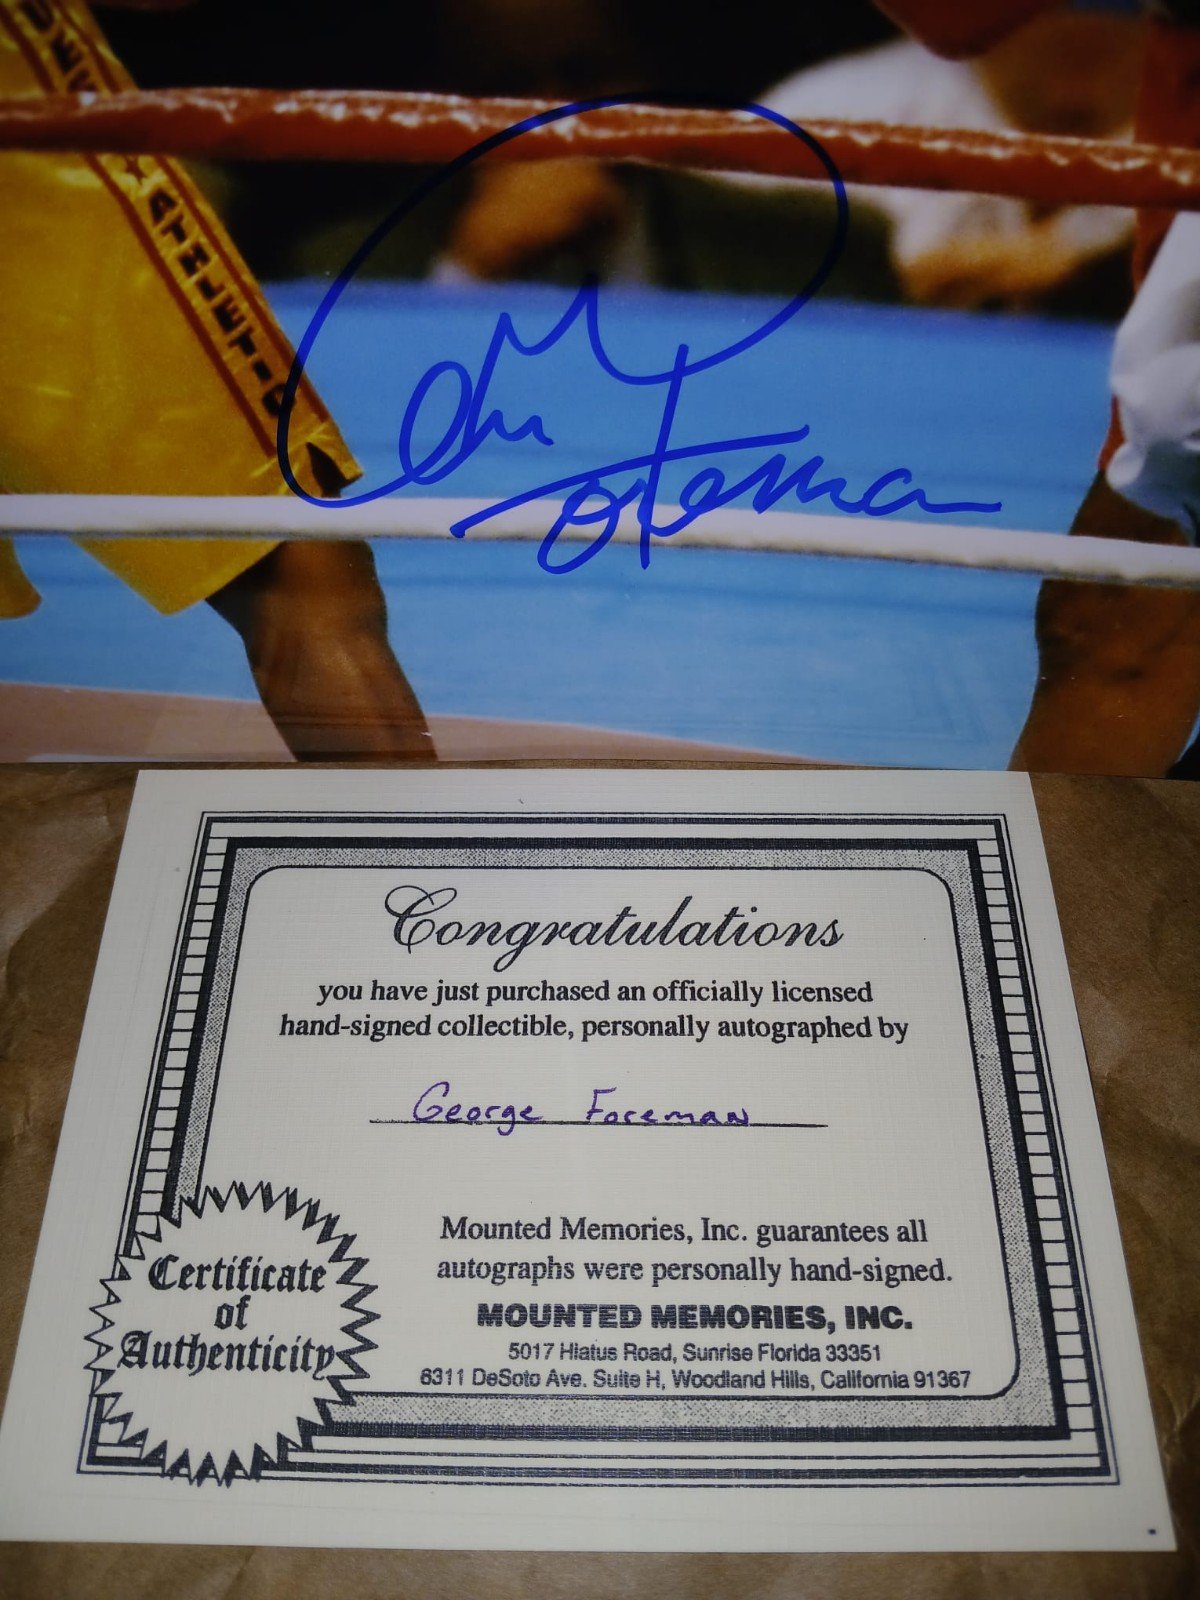 ATHLETIC
Geo Foreman
Congratulations
you have just purchased an officially licensed
hand-signed collectible, personally autographed by
George Foreman
Mounted Memories, Inc. guarantees all
autographs were personally hand-signed.
MOUNTED MEMORIES, INC.
5017 Hiatus Road, Sunrise Florida 33351
6311 DeSoto Ave. Suite H, Woodland Hills, California 91367
Certificate
of
Authenticity